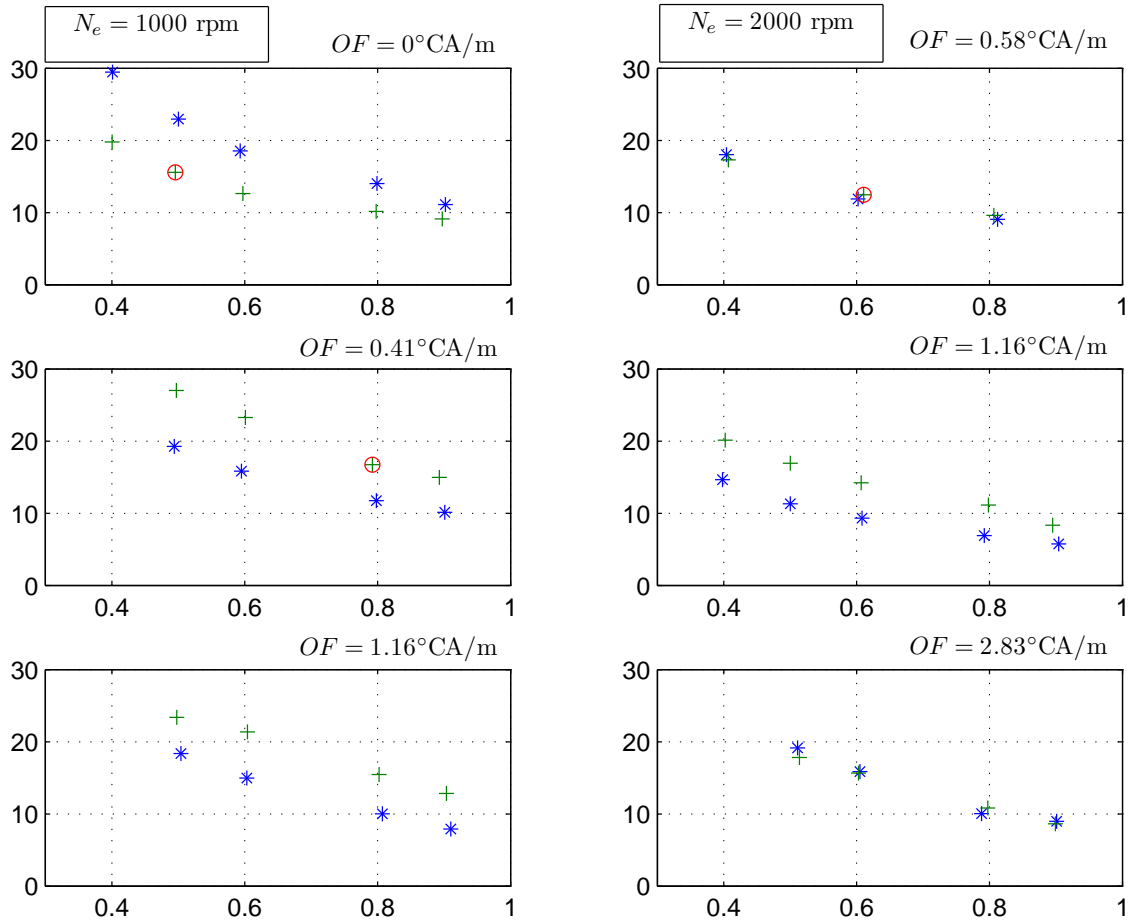 N_e = 1000 rpm
OF = 0°CA/m
30
20
10
0
0.4 0.6 0.8 1
N_e = 2000 rpm
OF = 0.58°CA/m
30
20
10
0
0.4 0.6 0.8 1
OF = 0.41°CA/m
30
20
10
0
0.4 0.6 0.8 1
OF = 1.16°CA/m
30
20
10
0
0.4 0.6 0.8 1
OF = 1.16°CA/m
30
20
10
0
0.4 0.6 0.8 1
OF = 2.83°CA/m
30
20
10
0
0.4 0.6 0.8 1